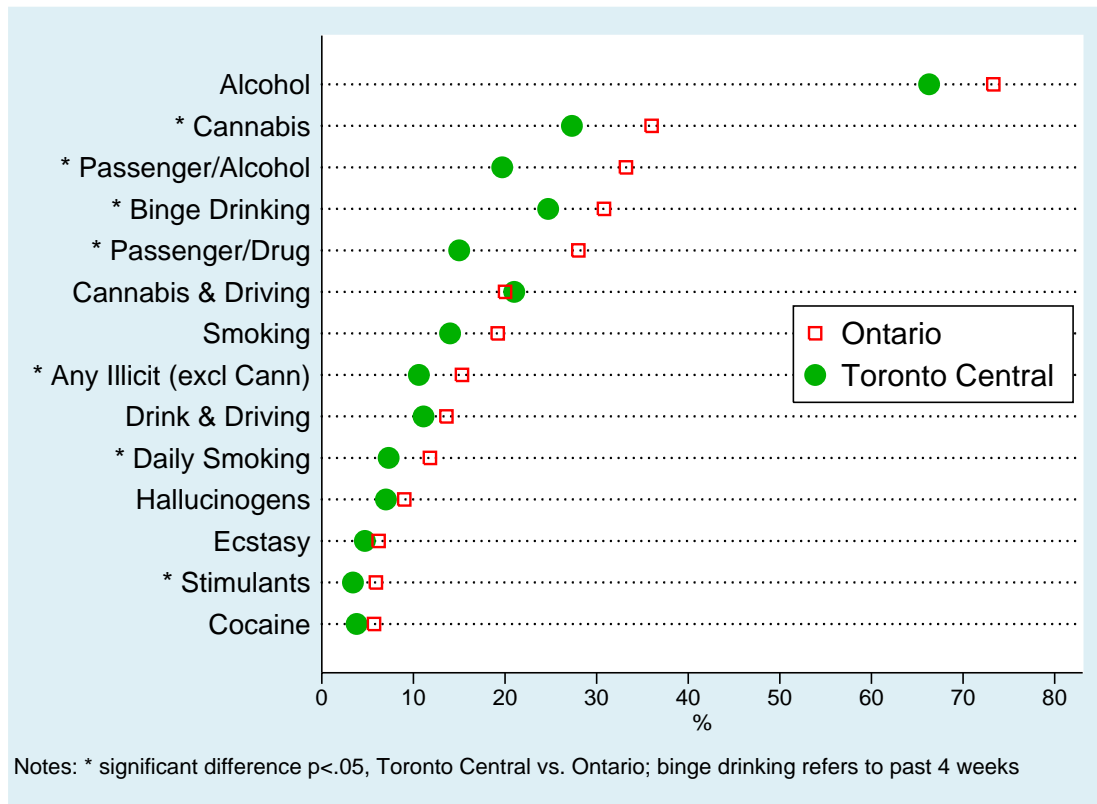 Alcohol
* Cannabis
* Passenger/Alcohol
* Binge Drinking
* Passenger/Drug
Cannabis & Driving
Smoking
* Any Illicit (excl Cann)
Drink & Driving
* Daily Smoking
Hallucinogens
Ecstasy
* Stimulants
Cocaine
Ontario
Toronto Central
0 10 20 30 40 50 60 70 80
%
Notes: * significant difference p<.05, Toronto Central vs. Ontario; binge drinking refers to past 4 weeks